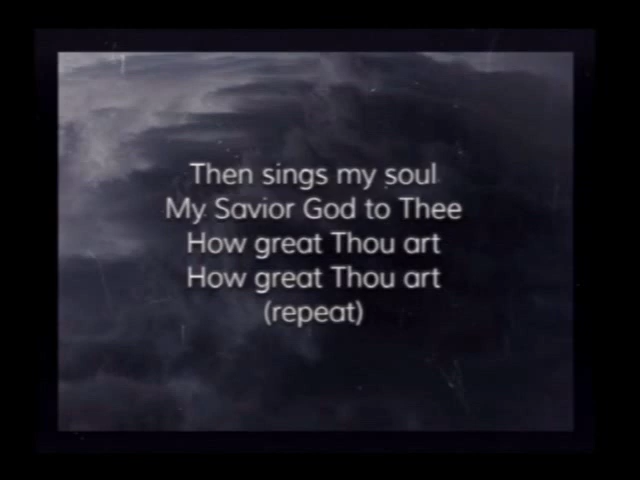 Then sings my soul
My Savior God to Thee
How great Thou art
How great Thou art
(repeat)